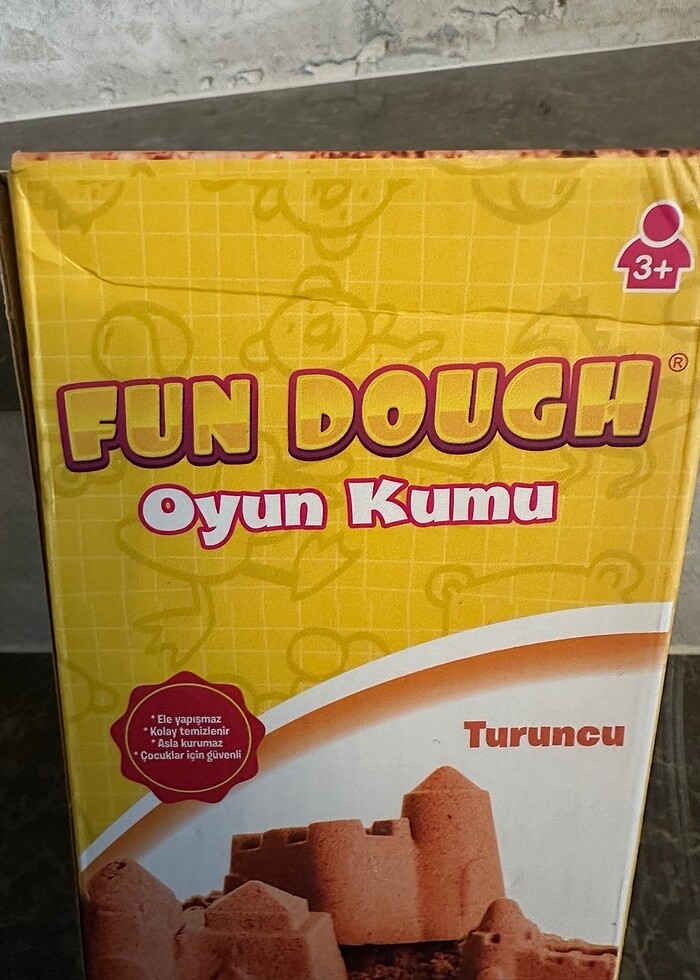 3+
FUN DOUGH®
Oyun Kumu
* Ele yapışmaz
* Kolay temizlenir
* Asla kurumaz
* Çocuklar için güvenli
Turuncu